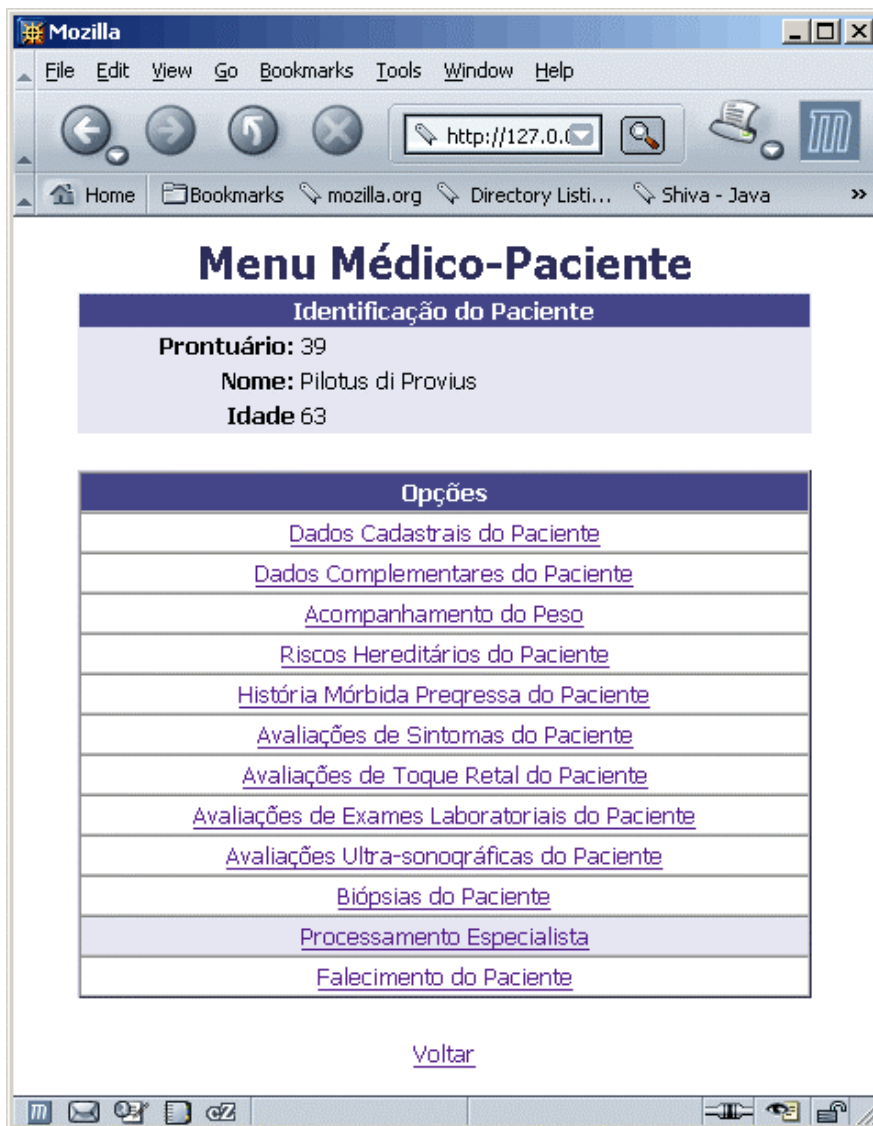 Mozilla
File Edit View Go Bookmarks Tools Window Help
http://127.0.0
Home Bookmarks mozilla.org Directory Listi... Shiva - Java »
Menu Médico-Paciente
Identificação do Paciente
Prontuário: 39
Nome: Pilotus di Provius
Idade 63
Opções
Dados Cadastrais do Paciente
Dados Complementares do Paciente
Acompanhamento do Peso
Riscos Hereditários do Paciente
História Mórbida Pregressa do Paciente
Avaliações de Sintomas do Paciente
Avaliações de Toque Retal do Paciente
Avaliações de Exames Laboratoriais do Paciente
Avaliações Ultra-sonográficas do Paciente
Biópsias do Paciente
Processamento Especialista
Falecimento do Paciente
Voltar